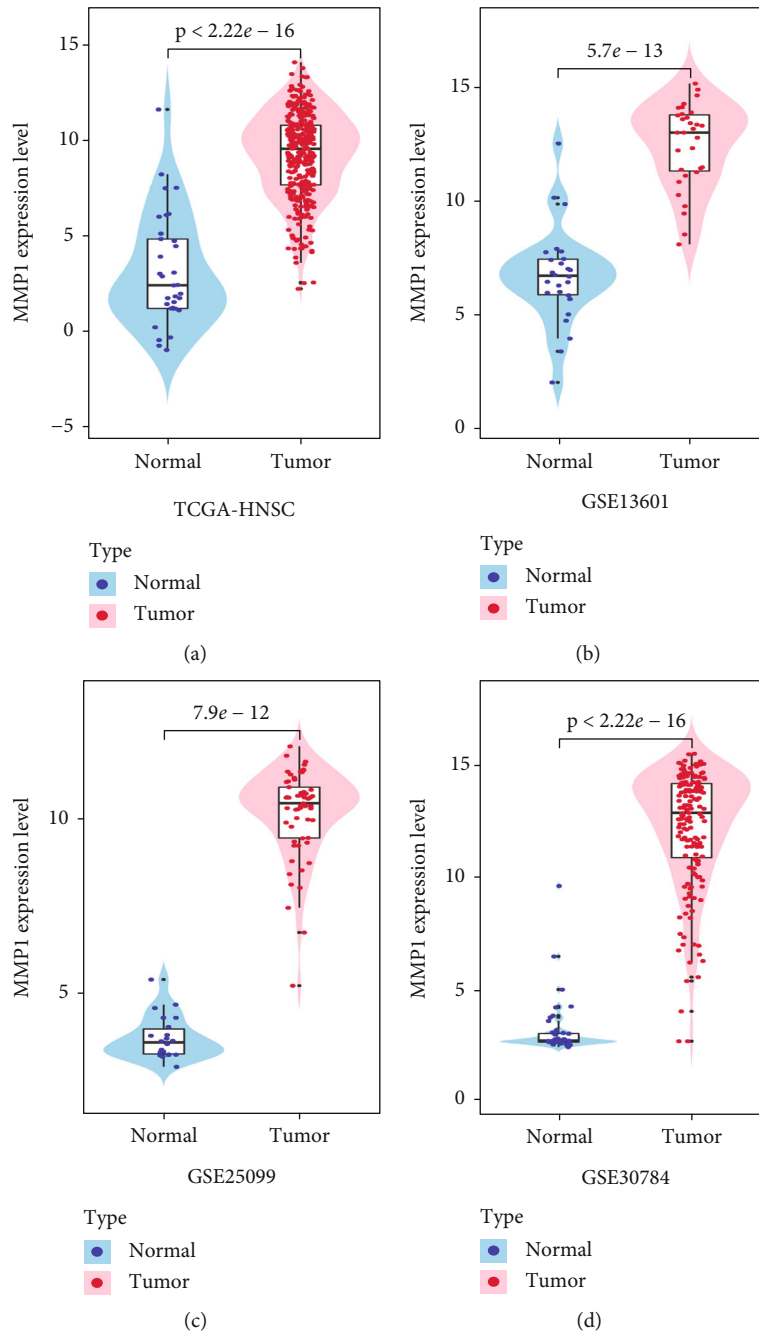 p < 2.22e − 16
15
10
5
0
−5
MMP1 expression level
Normal Tumor
TCGA-HNSC
Type
Normal
Tumor
(a)
5.7e − 13
15
10
5
0
MMP1 expression level
Normal Tumor
GSE13601
Type
Normal
Tumor
(b)
7.9e − 12
10
5
MMP1 expression level
Normal Tumor
GSE25099
Type
Normal
Tumor
(c)
p < 2.22e − 16
15
10
5
0
MMP1 expression level
Normal Tumor
GSE30784
Type
Normal
Tumor
(d)